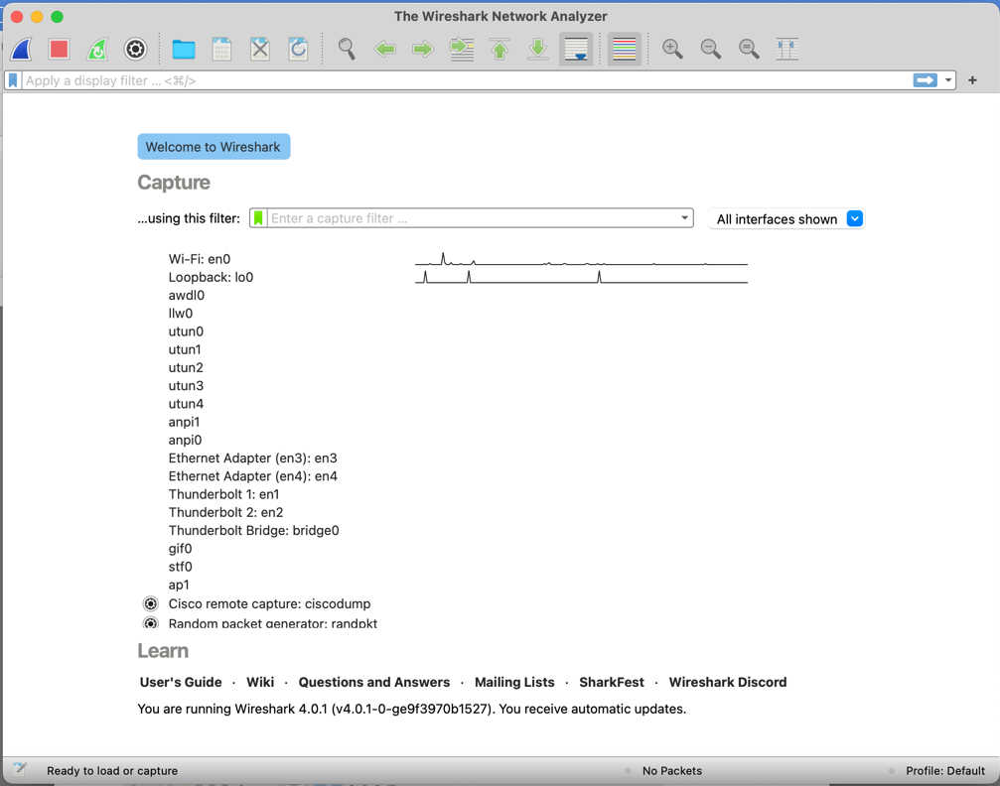 The Wireshark Network Analyzer
Apply a display filter ... <⌘/>
Welcome to Wireshark
Capture
...using this filter: Enter a capture filter ... All interfaces shown
Wi-Fi: en0
Loopback: lo0
awdl0
llw0
utun0
utun1
utun2
utun3
utun4
anpi1
anpi0
Ethernet Adapter (en3): en3
Ethernet Adapter (en4): en4
Thunderbolt 1: en1
Thunderbolt 2: en2
Thunderbolt Bridge: bridge0
gif0
stf0
ap1
Cisco remote capture: ciscodump
Random packet generator: randpkt
Learn
User's Guide · Wiki · Questions and Answers · Mailing Lists · SharkFest · Wireshark Discord
You are running Wireshark 4.0.1 (v4.0.1-0-ge9f3970b1527). You receive automatic updates.
Ready to load or capture No Packets Profile: Default